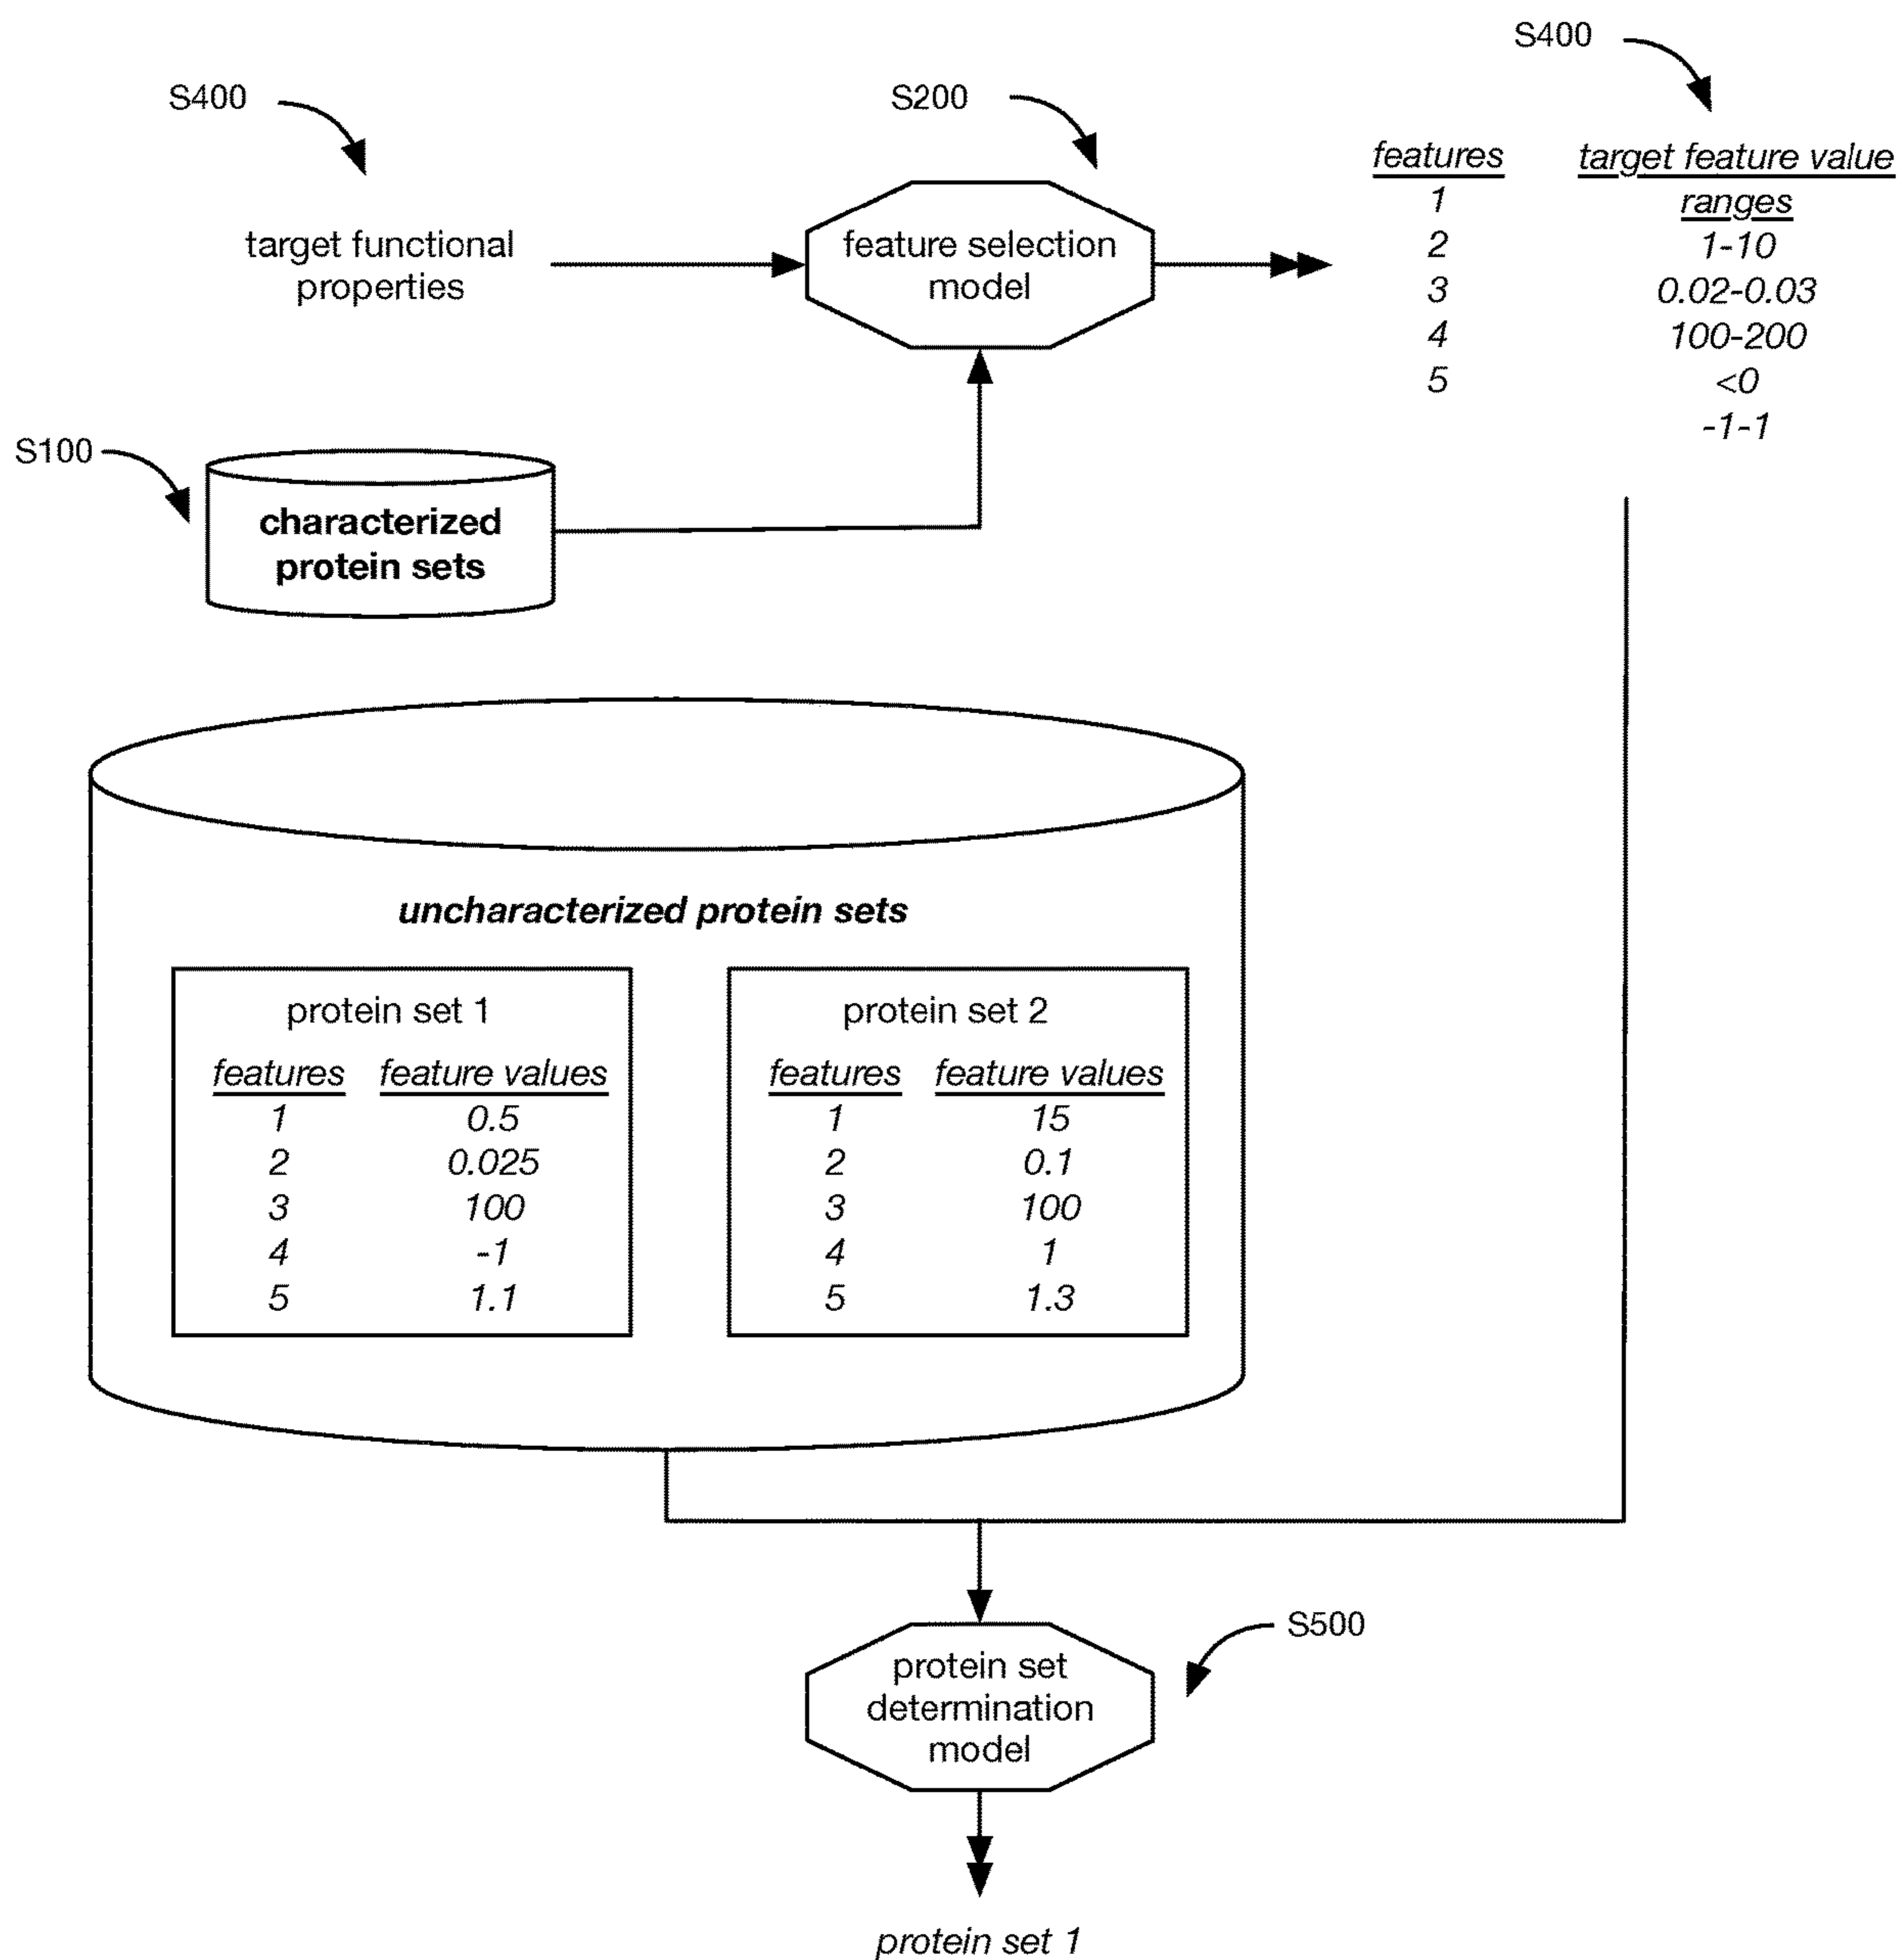 S400
S400
S200
features target feature value
1 ranges
target functional
properties
feature selection
model
2 1-10
3 0.02-0.03
4 100-200
5 <0
-1-1
S100
characterized
protein sets
uncharacterized protein sets
protein set 1
features feature values
1 0.5
2 0.025
3 100
4 -1
5 1.1
protein set 2
features feature values
1 15
2 0.1
3 100
4 1
5 1.3
S500
protein set
determination
model
protein set 1